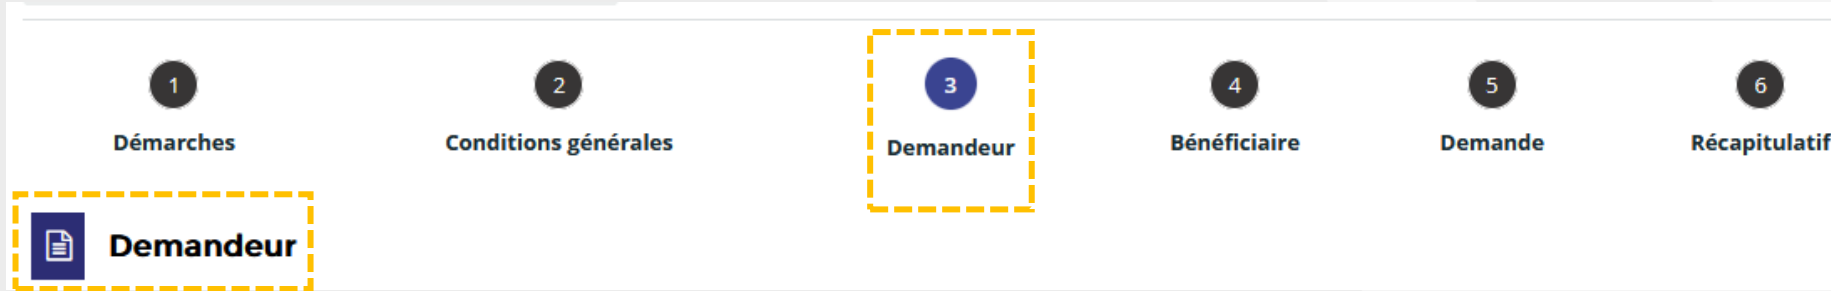 1
2
3
4
5
6
Démarches
Conditions générales
Demandeur
Bénéficiaire
Demande
Récapitulatif
Demandeur